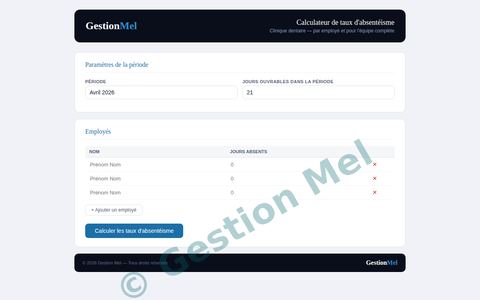 GestionMel
Calculateur de taux d'absentéisme
Clinique dentaire — par employé et pour l'équipe complète
Paramètres de la période
PÉRIODE
JOURS OUVRABLES DANS LA PÉRIODE
Avril 2026
21
Employés
NOM
JOURS ABSENTS
Prénom Nom
0
×
Prénom Nom
0
×
Prénom Nom
0
×
+ Ajouter un employé
Calculer les taux d'absentéisme
© 2026 Gestion Mel — Tous droits réservés
GestionMel
© Gestion Mel